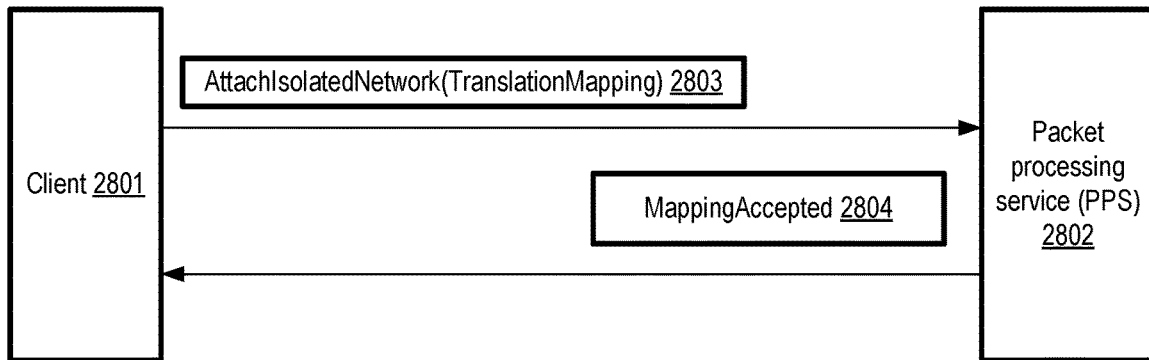 AttachIsolatedNetwork(TranslationMapping) 2803
Client 2801
MappingAccepted 2804
Packet
processing
service (PPS)
2802